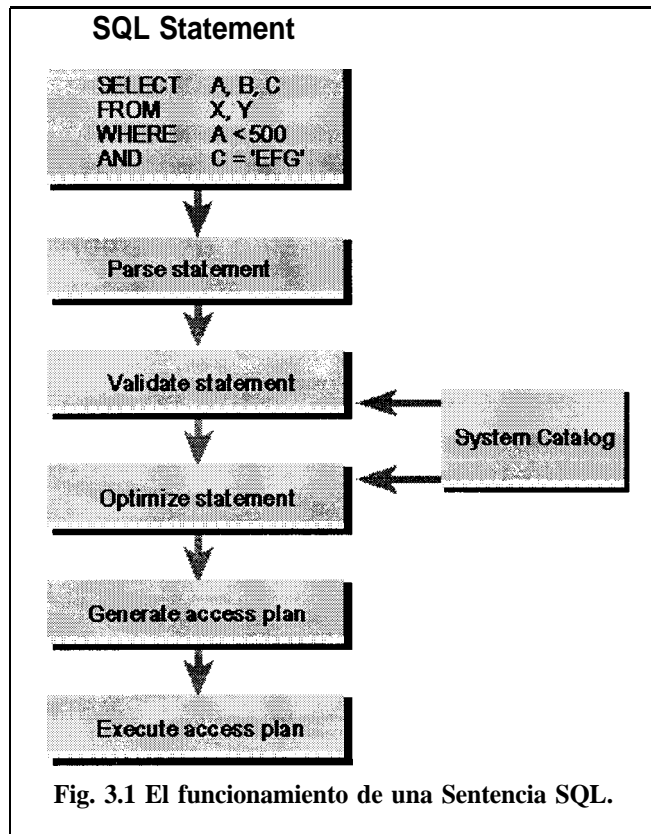 SQL Statement
SELECT A, B, C
FROM X, Y
WHERE A < 500
AND C = 'EFG'
Parse statement
Validate statement
System Catalog
Optimize statement
Generate access plan
Execute access plan
Fig. 3.1 El funcionamiento de una Sentencia SQL.